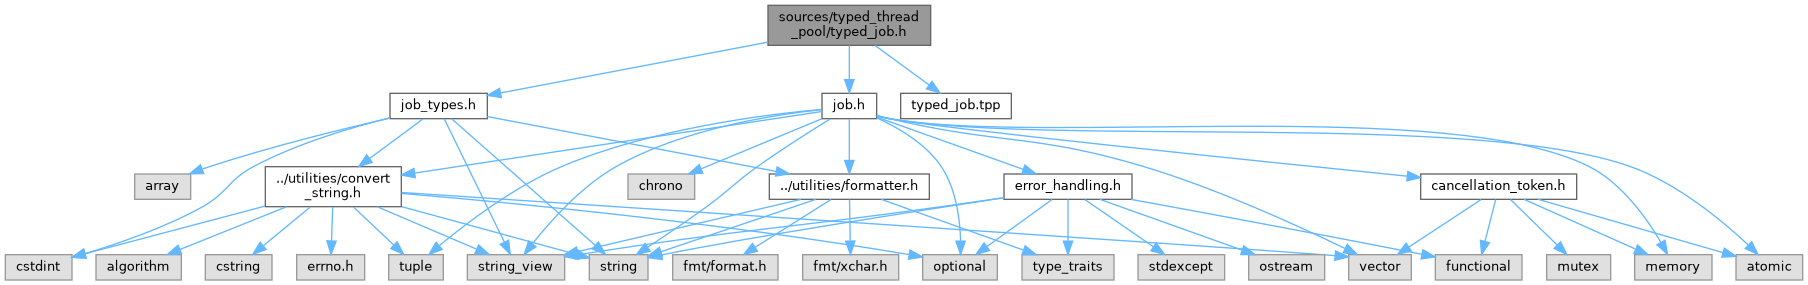 sources/typed_thread
_pool/typed_job.h
job_types.h
job.h
typed_job.tpp
array
../utilities/convert
_string.h
chrono
../utilities/formatter.h
error_handling.h
cancellation_token.h
cstdint
algorithm
cstring
errno.h
tuple
string_view
string
fmt/format.h
fmt/xchar.h
optional
type_traits
stdexcept
ostream
vector
functional
mutex
memory
atomic